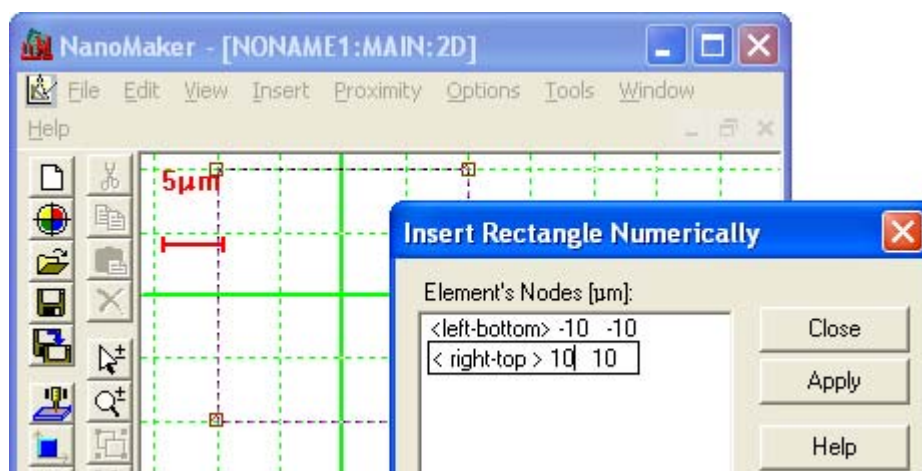 NanoMaker - [NONAME1:MAIN:2D]
File Edit View Insert Proximity Options Tools Window
Help
5µm
Insert Rectangle Numerically
Element's Nodes [µm]:
<left-bottom> -10 -10
< right-top > 10 10
Close
Apply
Help